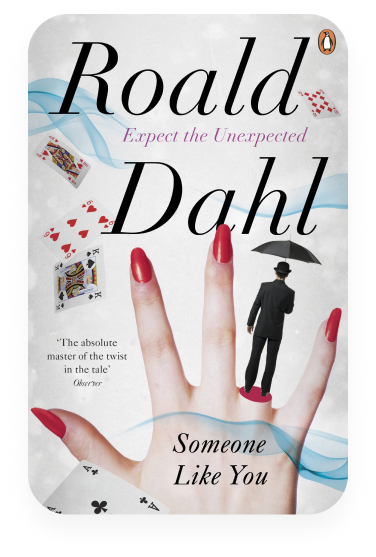 Roald
Expect the Unexpected
Dahl
‘The absolute
master of the twist
in the tale’
Observer
Someone
Like You